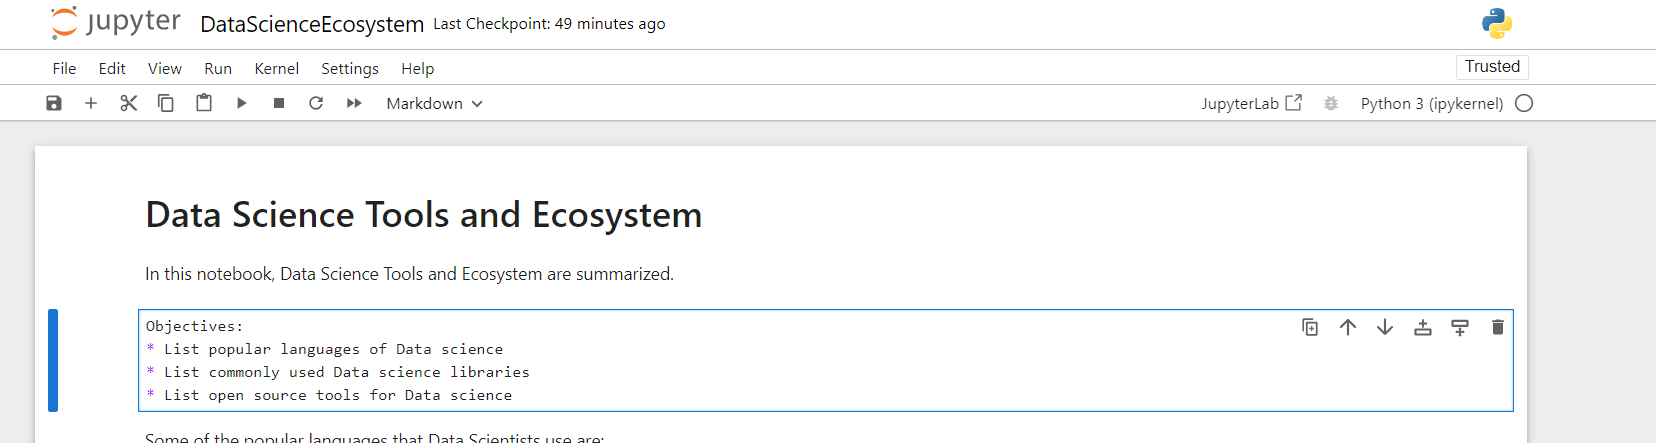 jupyter DataScienceEcosystem Last Checkpoint: 49 minutes ago
File Edit View Run Kernel Settings Help
Trusted
Markdown JupyterLab Python 3 (ipykernel)
Data Science Tools and Ecosystem
In this notebook, Data Science Tools and Ecosystem are summarized.
Objectives:
* List popular languages of Data science
* List commonly used Data science libraries
* List open source tools for Data science
Some of the popular languages that Data Scientists use are: